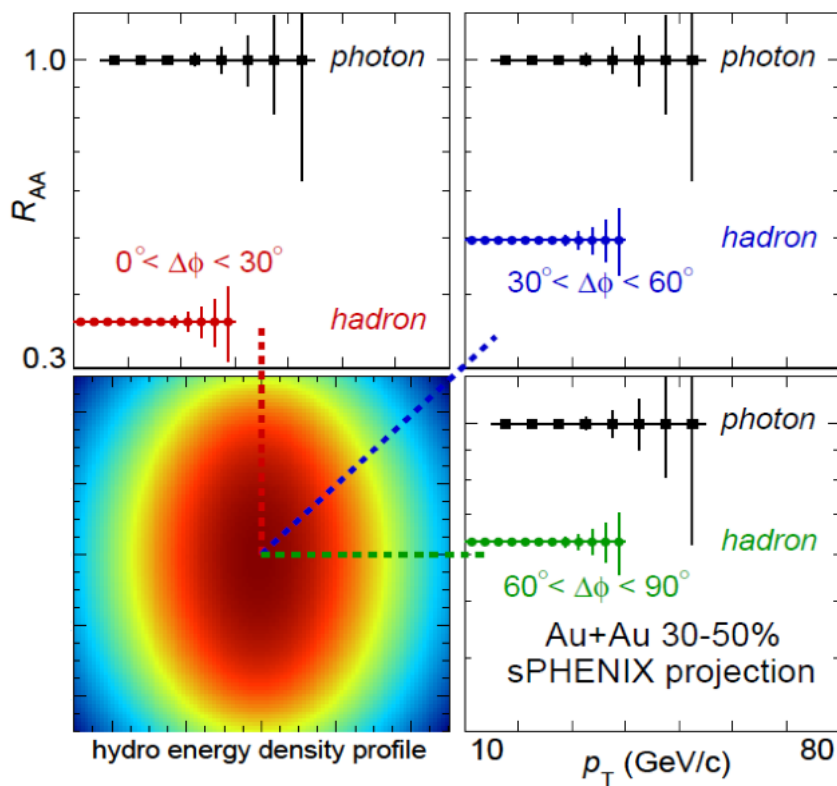 photon
photon
1.0
R_AA
0°< Δϕ < 30°
hadron
hadron
30°< Δϕ < 60°
0.3
photon
hadron
60°< Δϕ < 90°
Au+Au 30-50%
sPHENIX projection
hydro energy density profile
10
80
p_T (GeV/c)